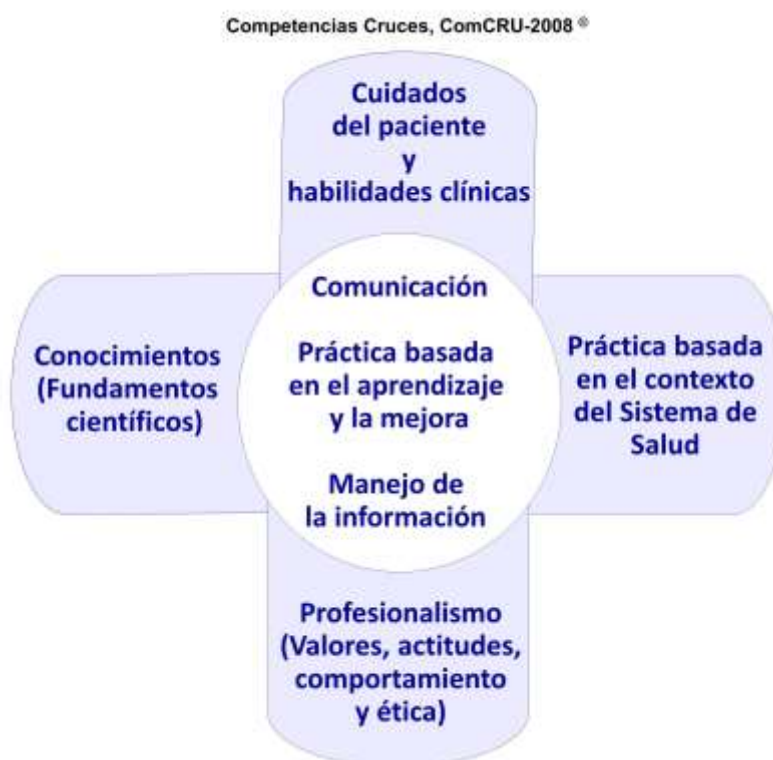 Competencias Cruces, ComCRU-2008 ®
Cuidados
del paciente
y
habilidades clínicas
Conocimientos
(Fundamentos
científicos)
Comunicación
Práctica basada
en el aprendizaje
y la mejora
Manejo de
la información
Práctica basada
en el contexto
del Sistema de
Salud
Profesionalismo
(Valores, actitudes,
comportamiento
y ética)